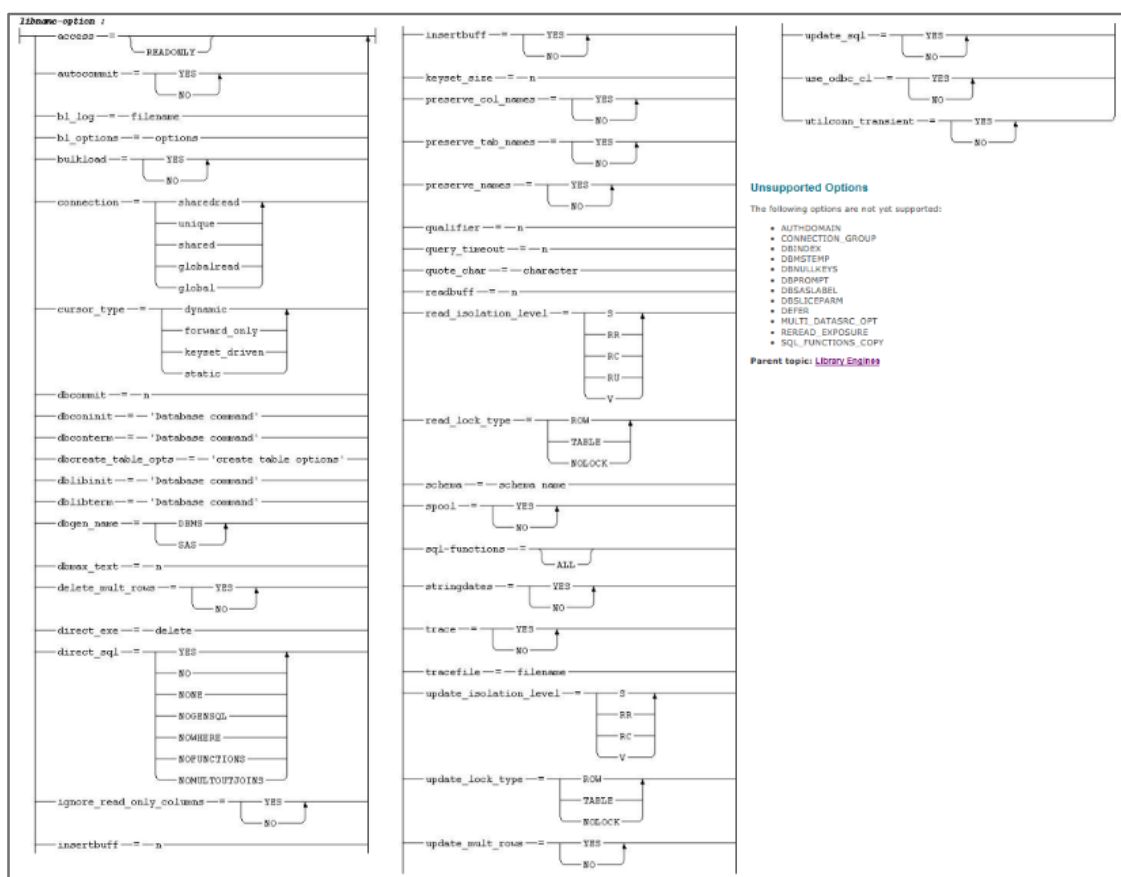 libname-option :
access =
READONLY
autocommit = YES
NO
bl_log = filename
bl_options = options
bulkload = YES
NO
connection = sharedread
unique
shared
globalread
global
cursor_type = dynamic
forward_only
keyset_driven
static
dbcommit = n
dbconinit = 'Database command'
dbconterm = 'Database command'
dbcreate_table_opts = 'create table options'
dblibinit = 'Database command'
dblibterm = 'Database command'
dbgen_name = DBMS
SAS
dbmax_text = n
delete_mult_rows = YES
NO
direct_exe = delete
direct_sql = YES
NO
NONE
NOGENSQL
NOWHERE
NOFUNCTIONS
NOMULTOUTJOINS
ignore_read_only_columns = YES
NO
insertbuff = n
insertbuff = YES
NO
keyset_size = n
preserve_col_names = YES
NO
preserve_tab_names = YES
NO
preserve_names = YES
NO
qualifier = n
query_timeout = n
quote_char = character
readbuff = n
read_isolation_level = S
RR
RC
RU
V
read_lock_type = ROW
TABLE
NOLOCK
schema = schema name
spool = YES
NO
sql-functions =
ALL
stringdates = YES
NO
trace = YES
NO
tracefile = filename
update_isolation_level = S
RR
RC
V
update_lock_type = ROW
TABLE
NOLOCK
update_mult_rows = YES
NO
update_sql = YES
NO
use_odbc_cl = YES
NO
utilconn_transient = YES
NO
Unsupported Options
The following options are not yet supported:
• AUTHDOMAIN
• CONNECTION_GROUP
• DBINDEX
• DBMSTEMP
• DBNULLKEYS
• DBPROMPT
• DBSASLABEL
• DBSLICEPARM
• DEFER
• MULTI_DATASRC_OPT
• REREAD_EXPOSURE
• SQL_FUNCTIONS_COPY
Parent topic: Library Engines